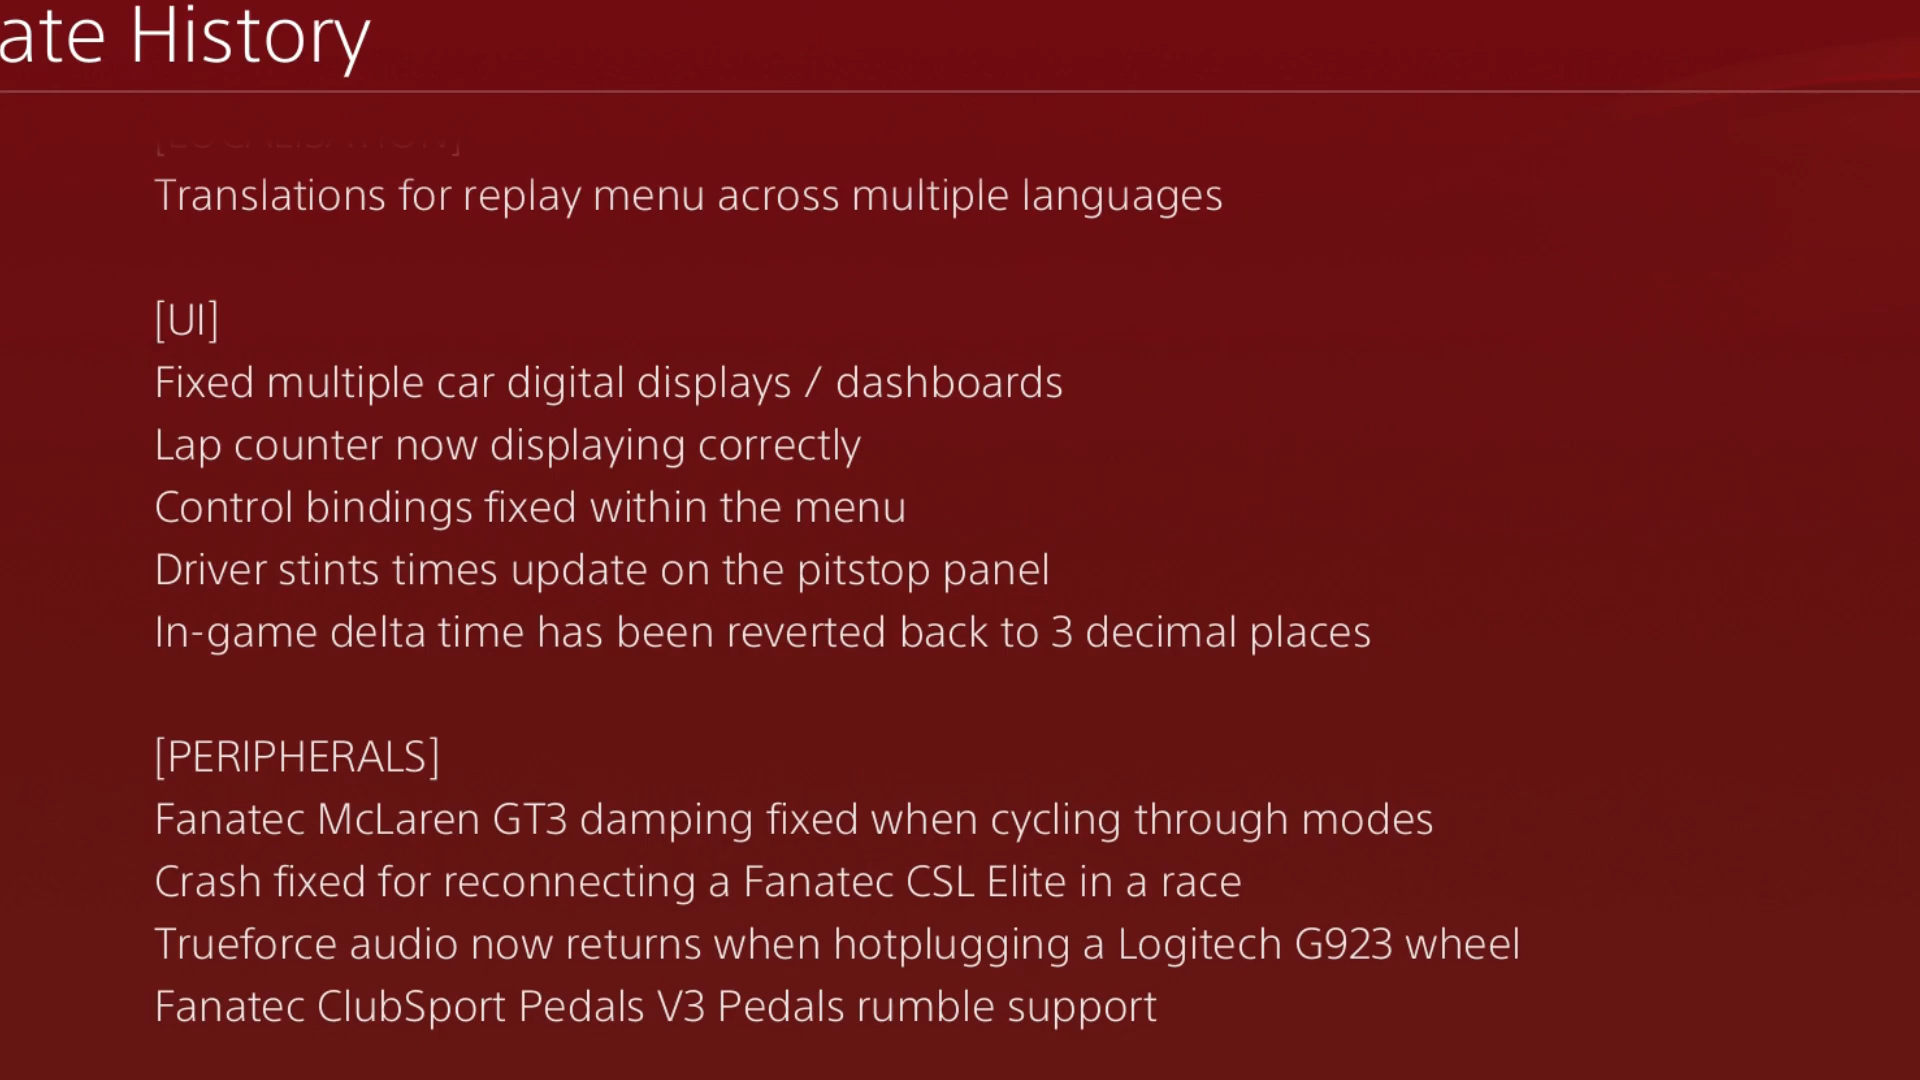 ate History
[LOCALISATION]
Translations for replay menu across multiple languages
[UI]
Fixed multiple car digital displays / dashboards
Lap counter now displaying correctly
Control bindings fixed within the menu
Driver stints times update on the pitstop panel
In-game delta time has been reverted back to 3 decimal places
[PERIPHERALS]
Fanatec McLaren GT3 damping fixed when cycling through modes
Crash fixed for reconnecting a Fanatec CSL Elite in a race
Trueforce audio now returns when hotplugging a Logitech G923 wheel
Fanatec ClubSport Pedals V3 Pedals rumble support